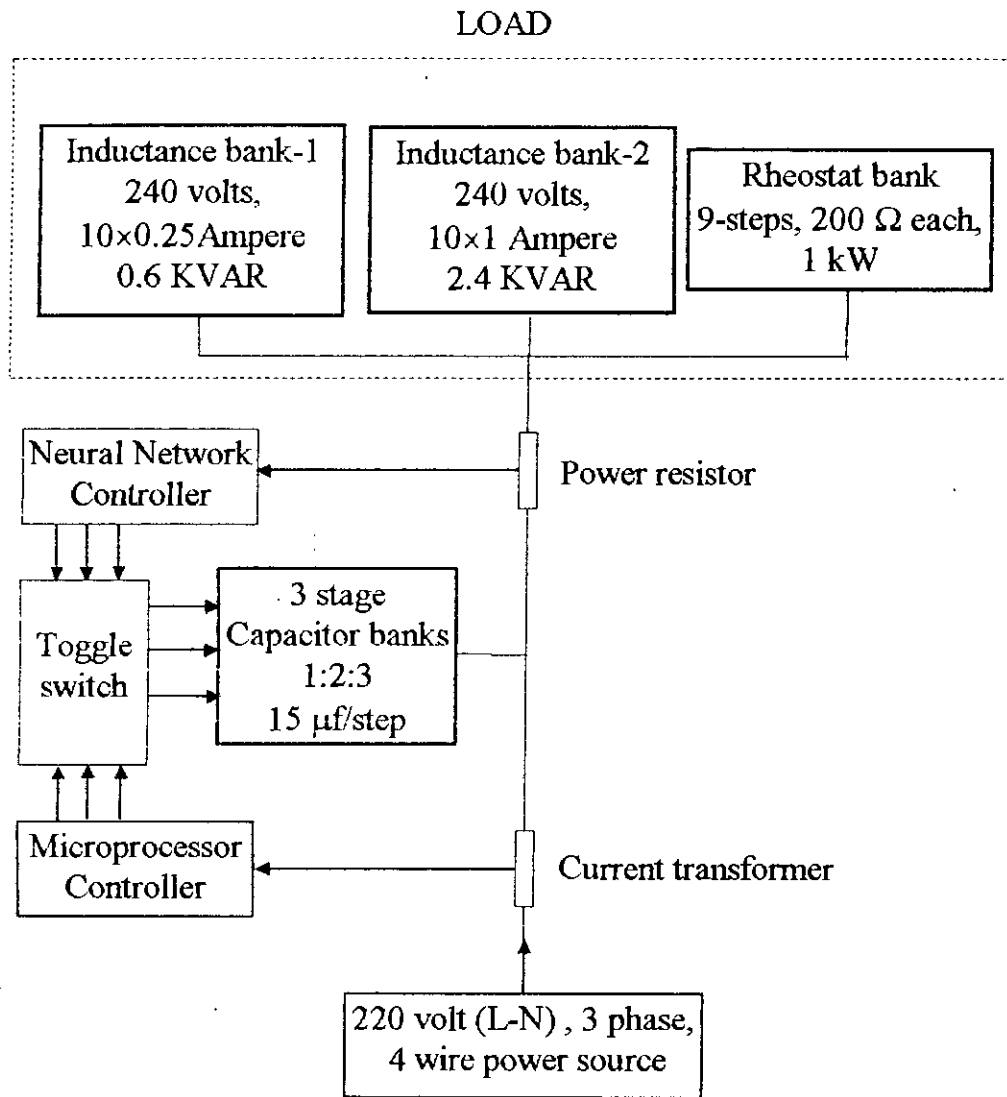 LOAD
Inductance bank-1
240 volts,
10×0.25Ampere
0.6 KVAR
Inductance bank-2
240 volts,
10×1 Ampere
2.4 KVAR
Rheostat bank
9-steps, 200 Ω each,
1 kW
Neural Network
Controller
Power resistor
Toggle
switch
3 stage
Capacitor banks
1:2:3
15 μf/step
Microprocessor
Controller
Current transformer
220 volt (L-N) , 3 phase,
4 wire power source